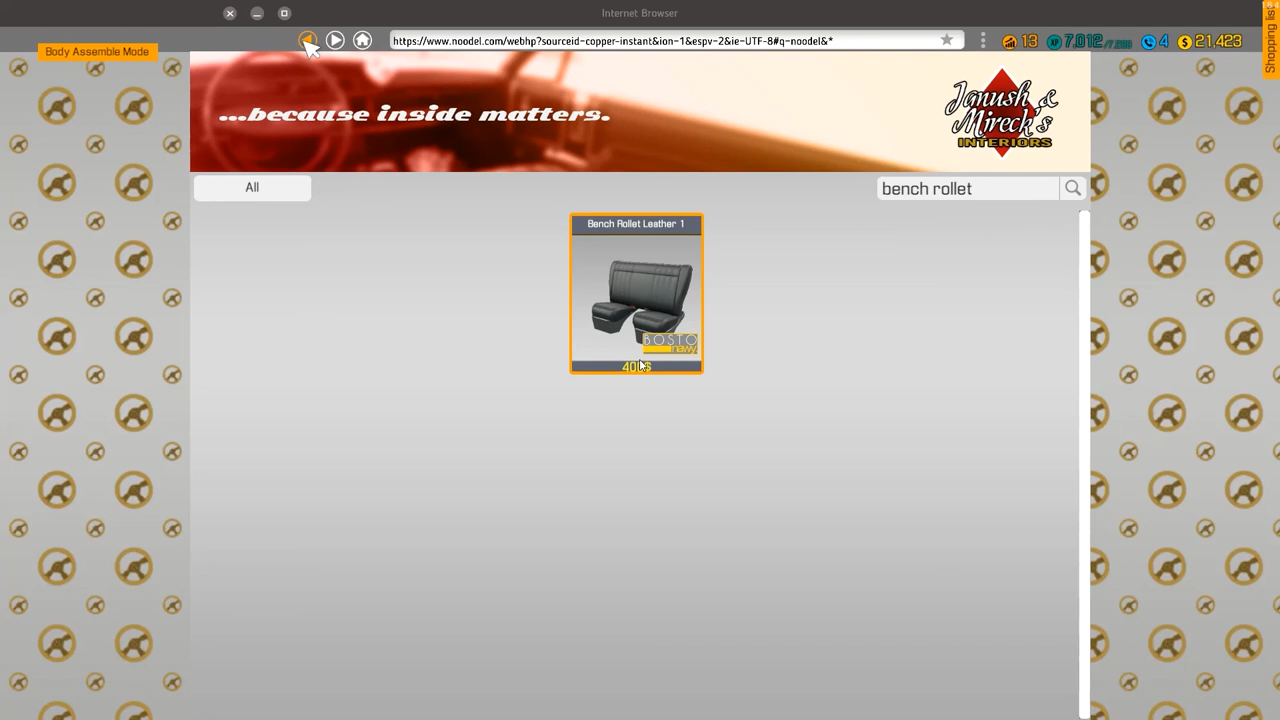 Internet Browser
Body Assemble Mode
https://www.noodel.com/webhp?sourceid-copper-instant&ion-1&espv-2&ie-UTF-8#q-noodel&*
13
XP
4
$ 21,423
Shopping list
...because inside matters.
Janush &
Mireck's
INTERIORS
All
bench rollet
Bench Rollet Leather 1
BOSTO